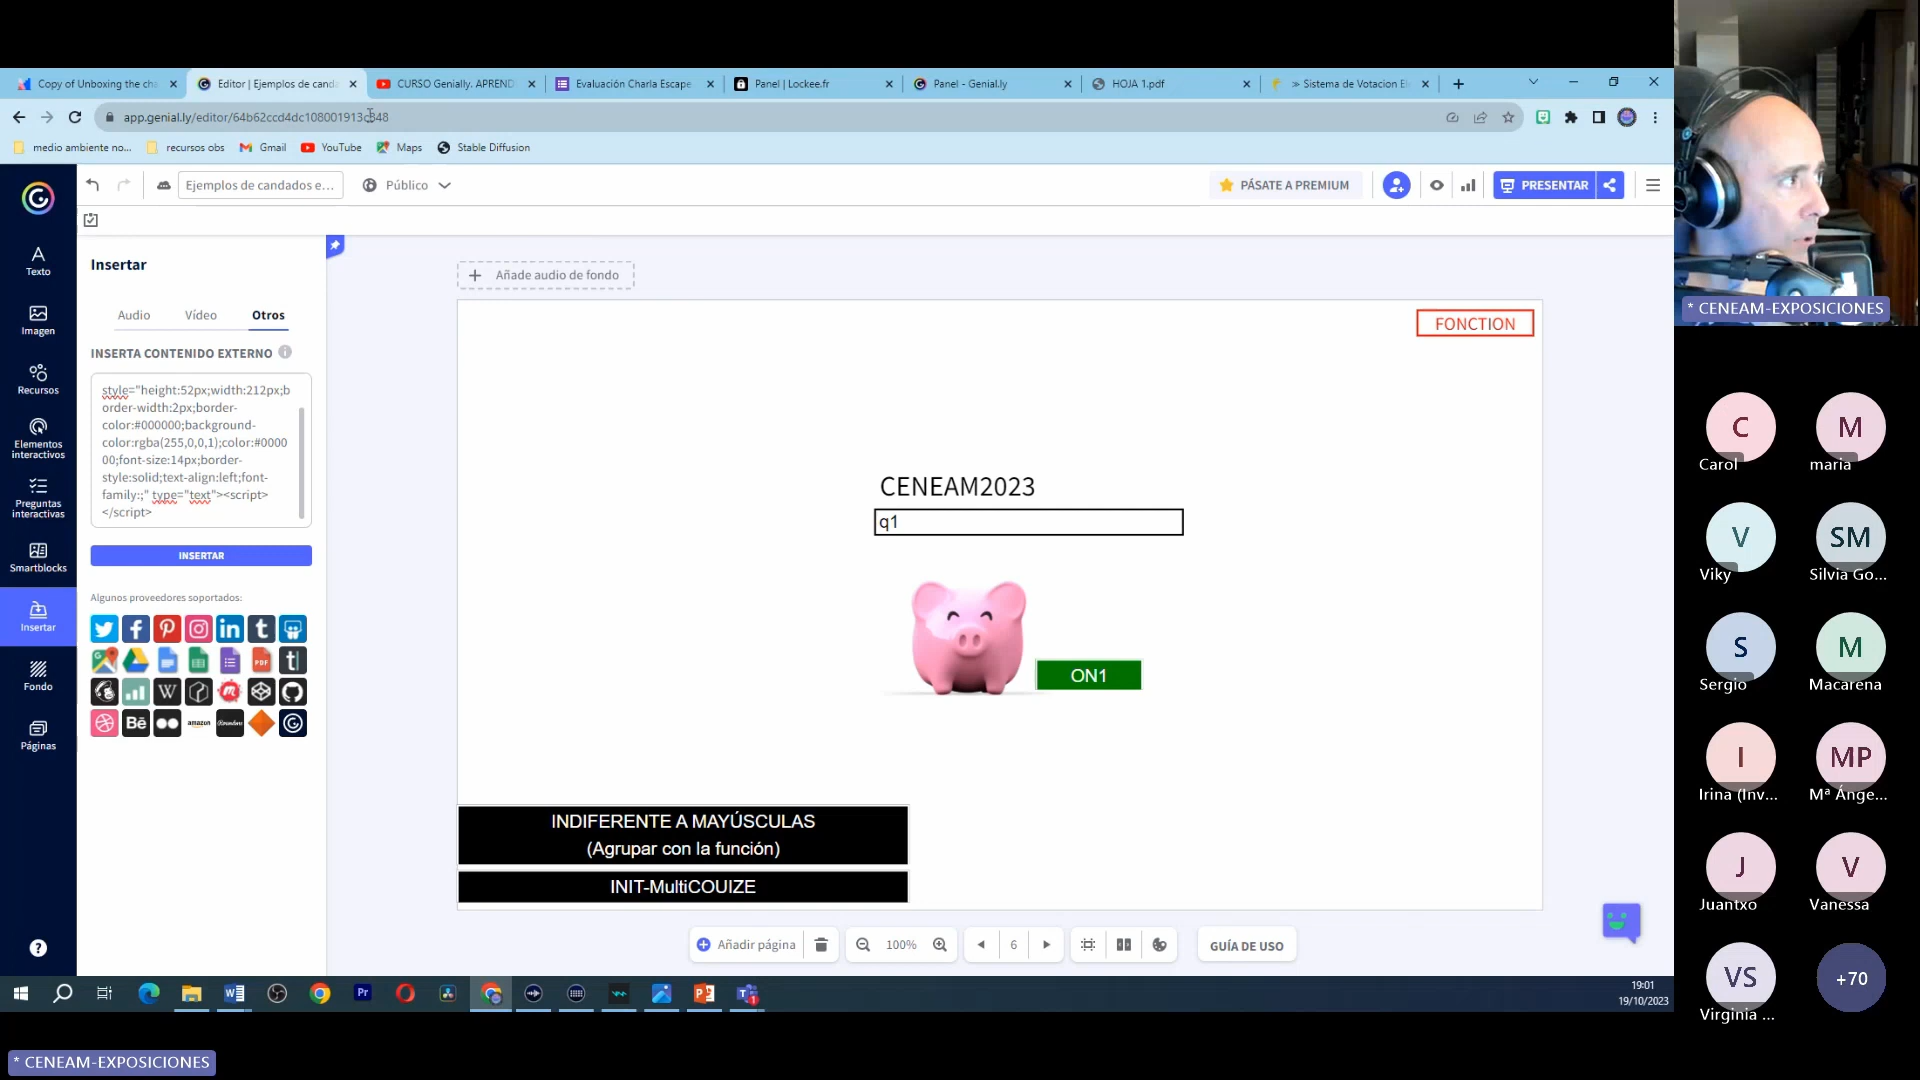 Copy of Unboxing the cha
Editor | Ejemplos de canda
CURSO Genially. APREND
Evaluación Charla Escape
Panel | Lockee.fr
Panel - Genial.ly
HOJA 1.pdf
» Sistema de Votacion El
app.genial.ly/editor/64b62ccd4dc108001913c848
medio ambiente no...
recursos obs
Gmail
YouTube
Maps
Stable Diffusion
Ejemplos de candados e...
Público
PÁSATE A PREMIUM
PRESENTAR
Texto
Imagen
Recursos
Elementos
interactivos
Preguntas
interactivas
Smartblocks
Insertar
Fondo
Páginas
Insertar
Audio
Vídeo
Otros
INSERTA CONTENIDO EXTERNO
style="height:52px;width:212px;b
order-width:2px;border-
color:#000000;background-
color:rgba(255,0,0,1);color:#0000
00;font-size:14px;border-
style:solid;text-align:left;font-
family:;" type="text"><script>
</script>
INSERTAR
Algunos proveedores soportados:
PDF
Bē
amazon
Añade audio de fondo
FONCTION
CENEAM2023
q1
ON1
INDIFERENTE A MAYÚSCULAS
(Agrupar con la función)
INIT-MultiCOUIZE
Añadir página
100%
6
GUÍA DE USO
19:01
19/10/2023
* CENEAM-EXPOSICIONES
C
Carol
M
maria
V
Viky
SM
Silvia Go...
S
Sergio
M
Macarena
I
Irina (Inv...
MP
Mª Ánge...
J
Juantxo
V
Vanessa
VS
Virginia ...
+70
* CENEAM-EXPOSICIONES